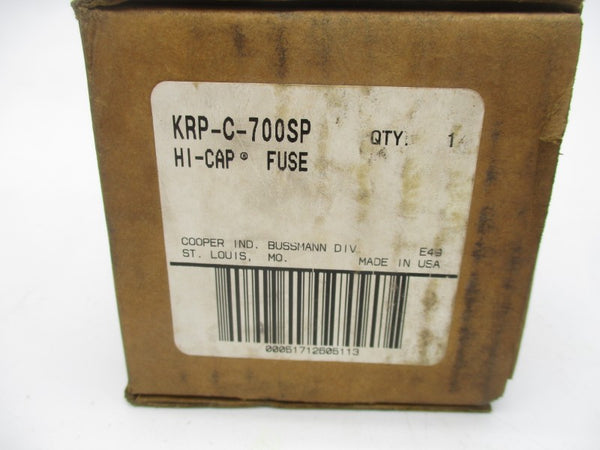 KRP-C-700SP QTY. 1
HI-CAP® FUSE
COOPER IND. BUSSMANN DIV. E49
ST. LOUIS, MO. MADE IN USA
00051712605113